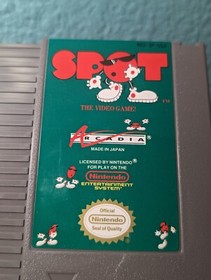 SPOT
THE VIDEO GAME!
TM
ARCADIA
MADE IN JAPAN
LICENSED BY NINTENDO®
FOR PLAY ON THE
Nintendo
ENTERTAINMENT
SYSTEM
Official
Nintendo
Seal of Quality